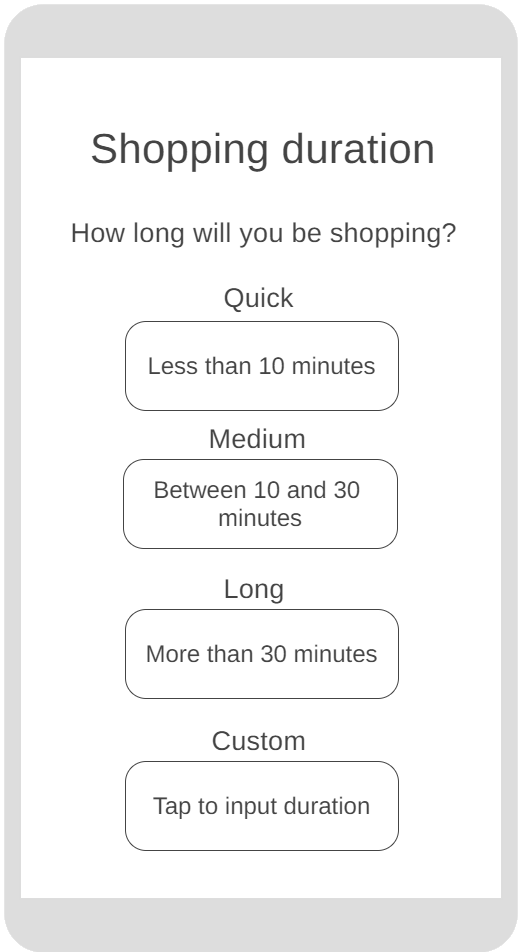 Shopping duration
How long will you be shopping?
Quick
Less than 10 minutes
Medium
Between 10 and 30
minutes
Long
More than 30 minutes
Custom
Tap to input duration